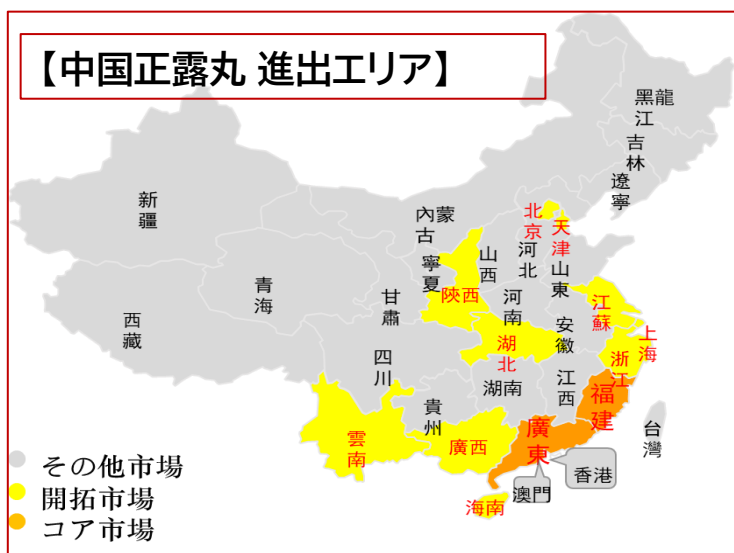 【中国正露丸 進出エリア】
黑龍
江
吉
林
遼
寧
新
疆
內蒙
古
北
京
天
津
寧
夏
山
西
河
北
山
東
青
海
甘
肅
陝西
河
南
江
蘇
西
藏
安
徽
上
海
四
川
湖
北
浙
江
湖南
江
西
福
建
貴
州
雲
南
廣西
廣
東
台
灣
香港
澳門
海南
その他市場
開拓市場
コア市場